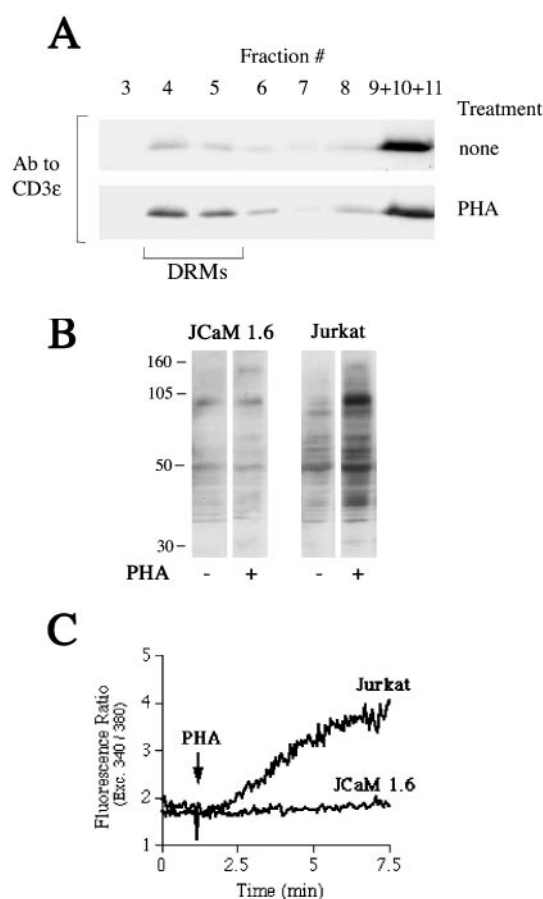 A
Fraction #
3 4 5 6 7 8 9+10+11
Treatment
Ab to
CD3ε
none
PHA
DRMs
B
JCaM 1.6 Jurkat
160
105
50
30
PHA - + - +
C
5
4
3
2
1
Fluorescence Ratio
(Exc. 340 / 380)
PHA
Jurkat
JCaM 1.6
0 2.5 5 7.5
Time (min)